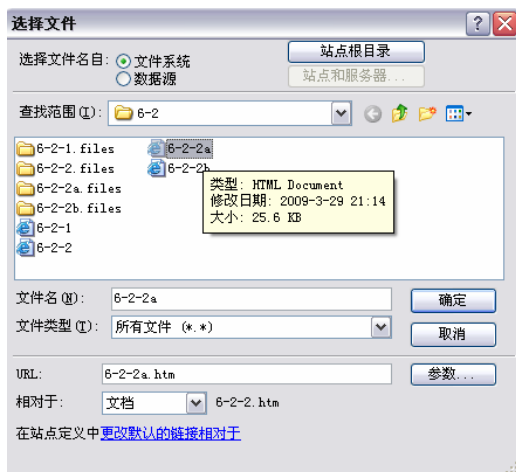 选择文件
选择文件名自: 文件系统 站点根目录
数据源 站点和服务器...
查找范围(I): 6-2
6-2-1.files 6-2-2a
6-2-2.files 6-2-2b
6-2-2a.files
6-2-2b.files
6-2-1
6-2-2
类型: HTML Document
修改日期: 2009-3-29 21:14
大小: 25.6 KB
文件名(N): 6-2-2a 确定
文件类型(T): 所有文件 (*.*) 取消
URL: 6-2-2a.htm 参数...
相对于: 文档 6-2-2.htm
在站点定义中更改默认的链接相对于